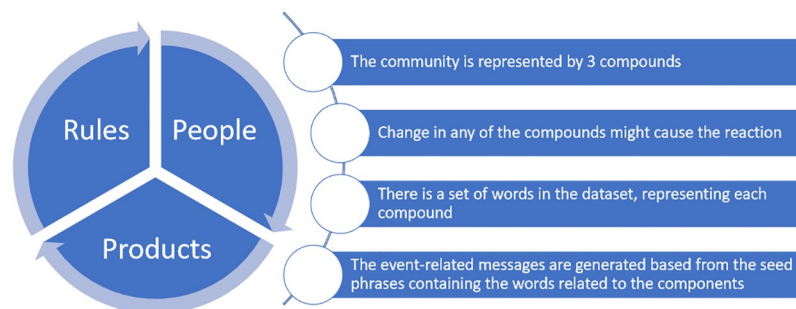 Rules
People
Products
The community is represented by 3 compounds
Change in any of the compounds might cause the reaction
There is a set of words in the dataset, representing each
compound
The event-related messages are generated based from the seed
phrases containing the words related to the components